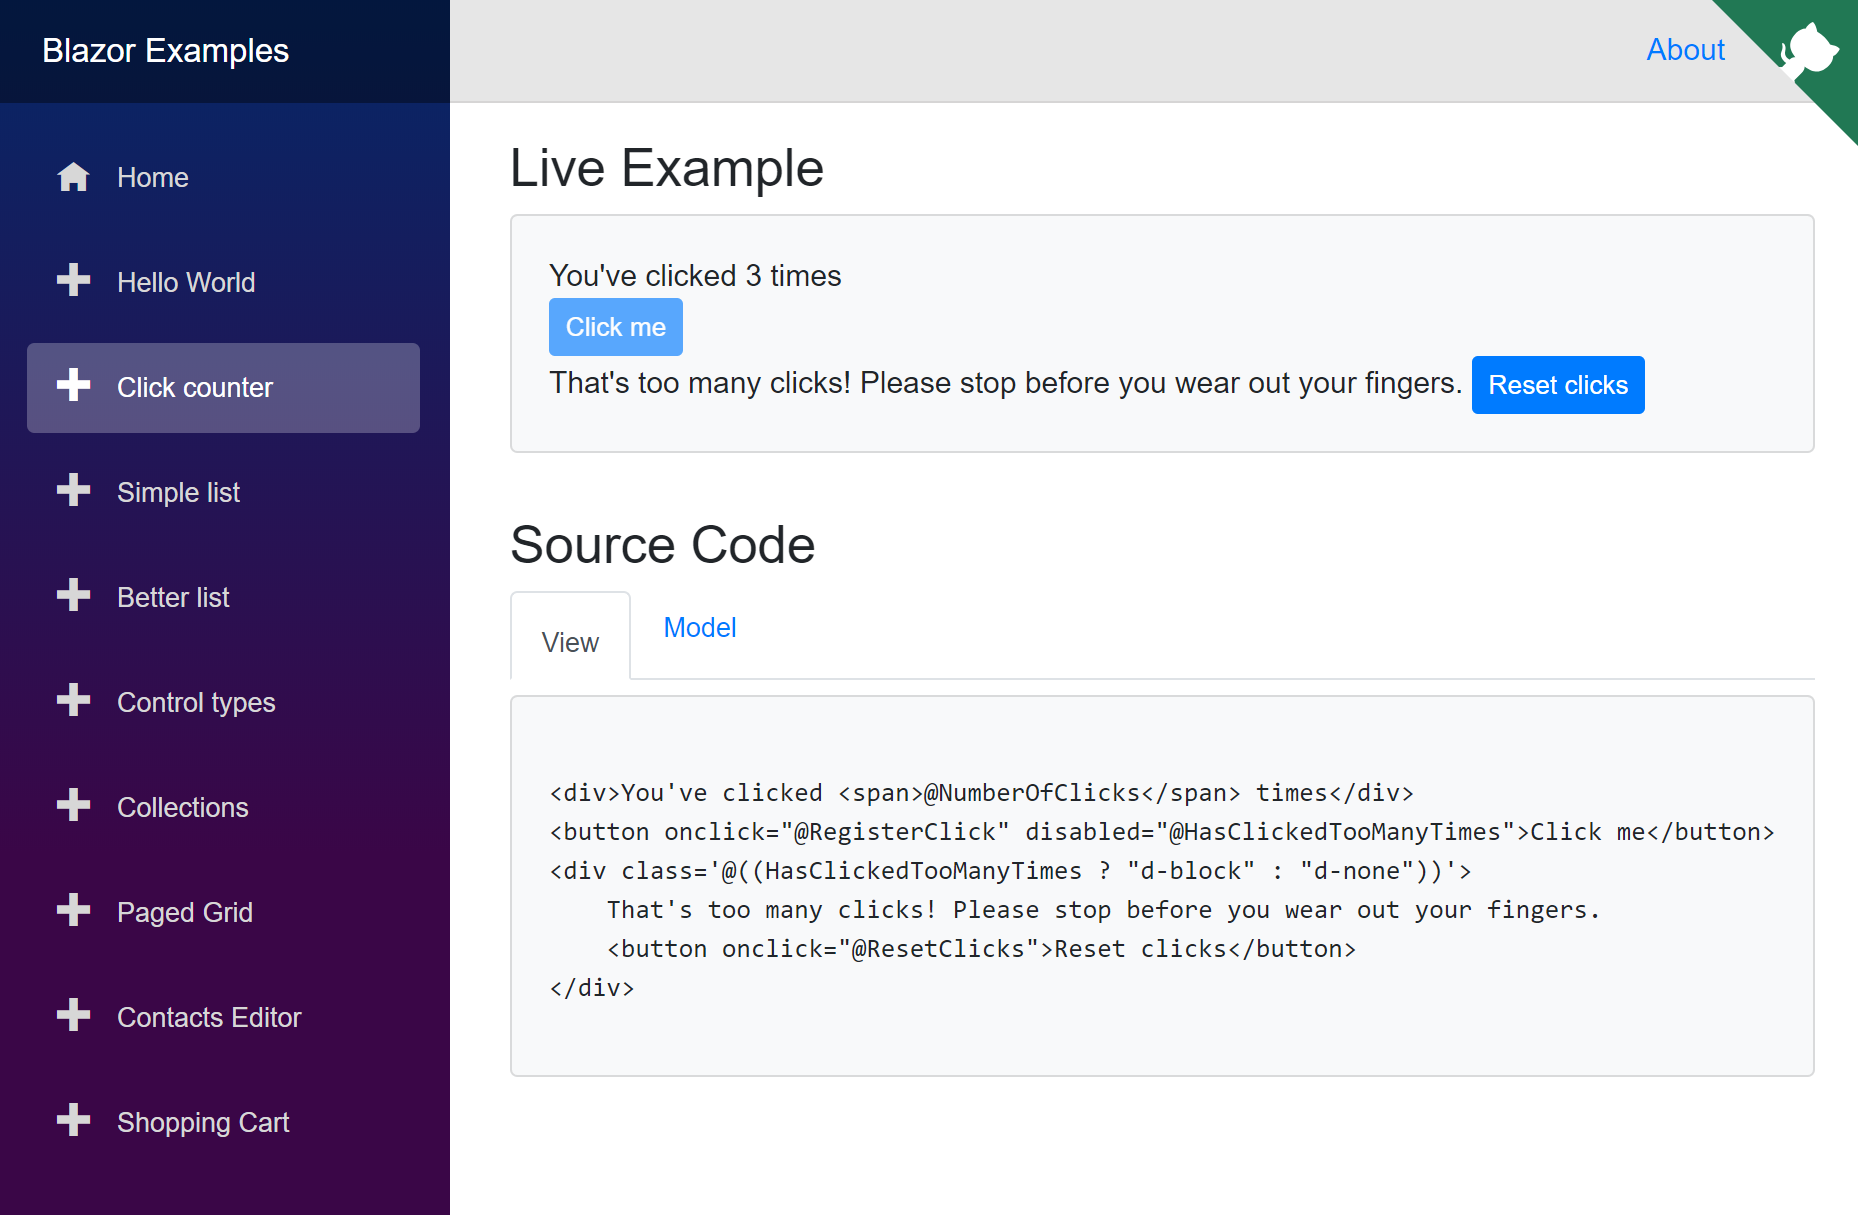 Blazor Examples
About
Home
Hello World
Click counter
Simple list
Better list
Control types
Collections
Paged Grid
Contacts Editor
Shopping Cart
Live Example
You've clicked 3 times
Click me
That's too many clicks! Please stop before you wear out your fingers. Reset clicks
Source Code
View Model
<div>You've clicked <span>@NumberOfClicks</span> times</div>
<button onclick="@RegisterClick" disabled="@HasClickedTooManyTimes">Click me</button>
<div class='@((HasClickedTooManyTimes ? "d-block" : "d-none"))'>
    That's too many clicks! Please stop before you wear out your fingers.
    <button onclick="@ResetClicks">Reset clicks</button>
</div>